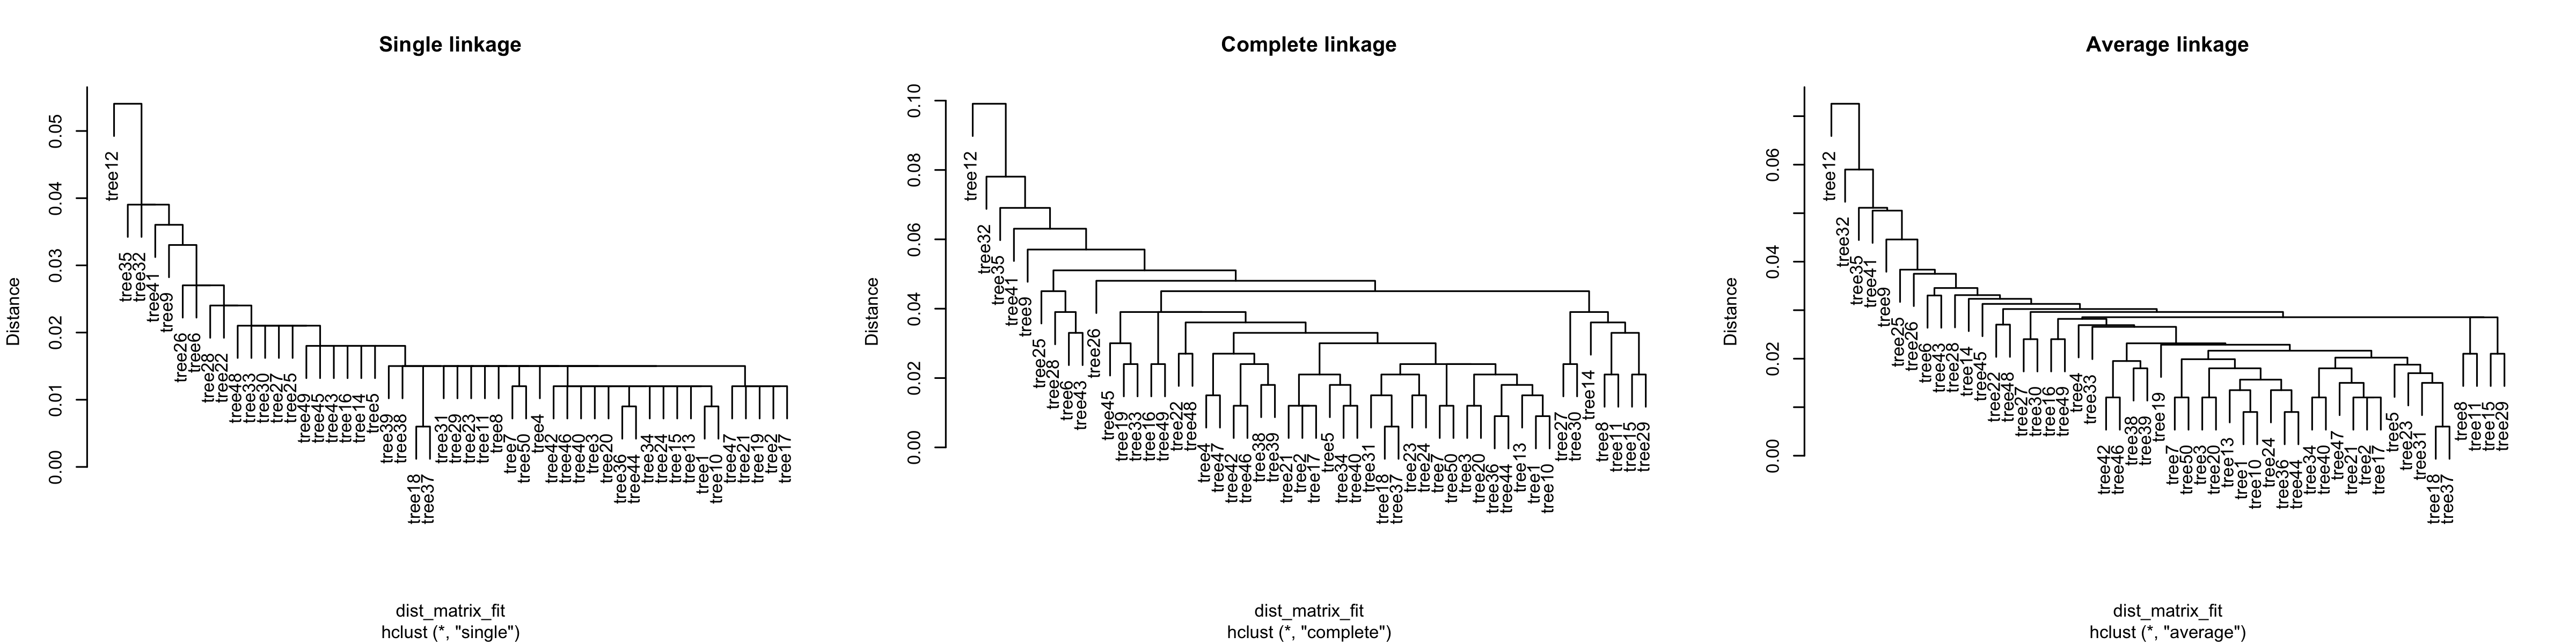 Single linkage
Distance
0.00
0.01
0.02
0.03
0.04
0.05
tree12
tree35
tree32
tree41
tree9
tree26
tree6
tree28
tree22
tree48
tree33
tree30
tree27
tree25
tree49
tree45
tree43
tree16
tree14
tree5
tree39
tree38
tree18
tree37
tree31
tree29
tree23
tree11
tree8
tree7
tree50
tree4
tree42
tree46
tree40
tree3
tree20
tree36
tree44
tree34
tree24
tree15
tree13
tree1
tree10
tree47
tree21
tree19
tree2
tree17
dist_matrix_fit
hclust (*, "single")
Complete linkage
Distance
0.00
0.02
0.04
0.06
0.08
0.10
tree12
tree32
tree35
tree41
tree9
tree25
tree28
tree6
tree43
tree26
tree45
tree19
tree33
tree16
tree49
tree22
tree48
tree4
tree47
tree42
tree46
tree38
tree39
tree21
tree2
tree17
tree5
tree34
tree40
tree31
tree18
tree37
tree23
tree24
tree7
tree50
tree3
tree20
tree36
tree44
tree13
tree1
tree10
tree27
tree30
tree14
tree8
tree11
tree15
tree29
dist_matrix_fit
hclust (*, "complete")
Average linkage
Distance
0.00
0.02
0.04
0.06
tree12
tree32
tree35
tree41
tree9
tree25
tree26
tree6
tree43
tree28
tree14
tree45
tree22
tree48
tree27
tree30
tree16
tree49
tree4
tree33
tree42
tree46
tree38
tree39
tree19
tree7
tree50
tree3
tree20
tree13
tree1
tree10
tree24
tree36
tree44
tree34
tree40
tree47
tree21
tree2
tree17
tree5
tree23
tree31
tree18
tree37
tree8
tree11
tree15
tree29
dist_matrix_fit
hclust (*, "average")